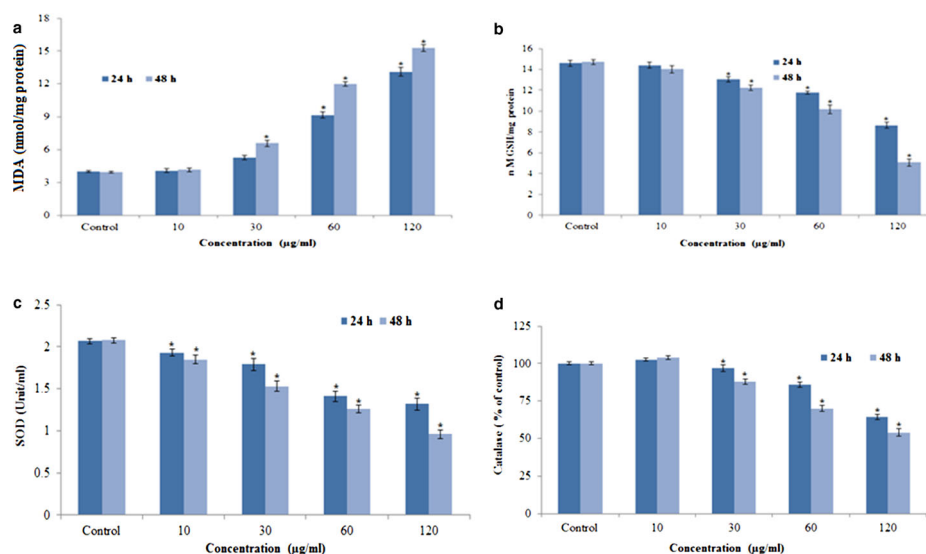 a
MDA (nmol/mg protein)
18
15
12
9
6
3
0
24 h 48 h
* * * * *
Control 10 30 60 120
Concentration (µg/ml)
b
n MGSH/mg protein
16
14
12
10
8
6
4
2
0
24 h
48 h
* * * * * *
Control 10 30 60 120
Concentration (µg/ml)
c
SOD (Unit/ml)
2.5
2
1.5
1
0.5
0
24 h 48 h
* * * * * * * *
Control 10 30 60 120
Concentration (µg/ml)
d
Catalase ( % of control)
125
100
75
50
25
0
24 h 48 h
* * * * * *
Control 10 30 60 120
Concentration (µg/ml)